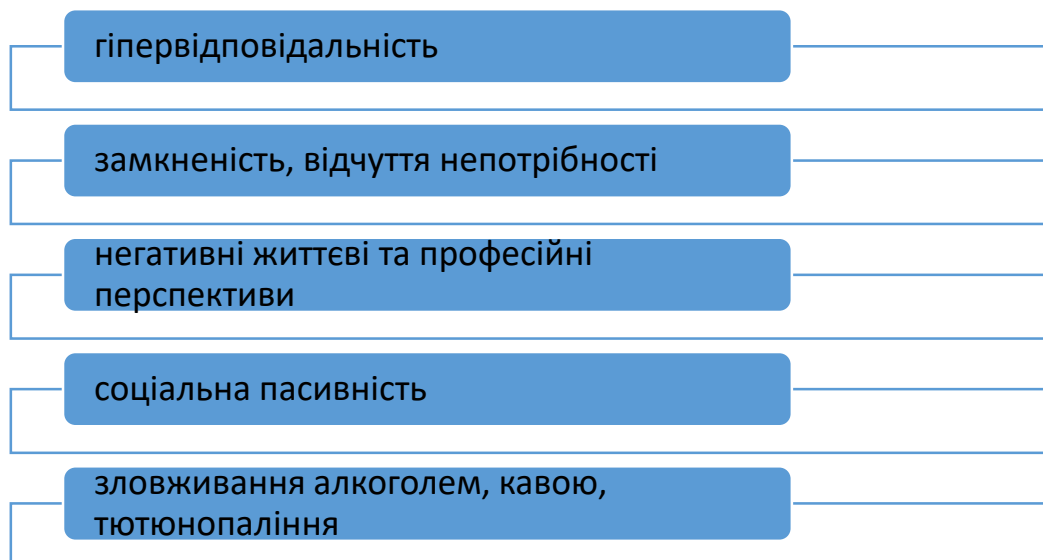 гіпервідповідальність
замкненість, відчуття непотрібності
негативні життєві та професійні
перспективи
соціальна пасивність
зловживання алкоголем, кавою,
тютюнопаління